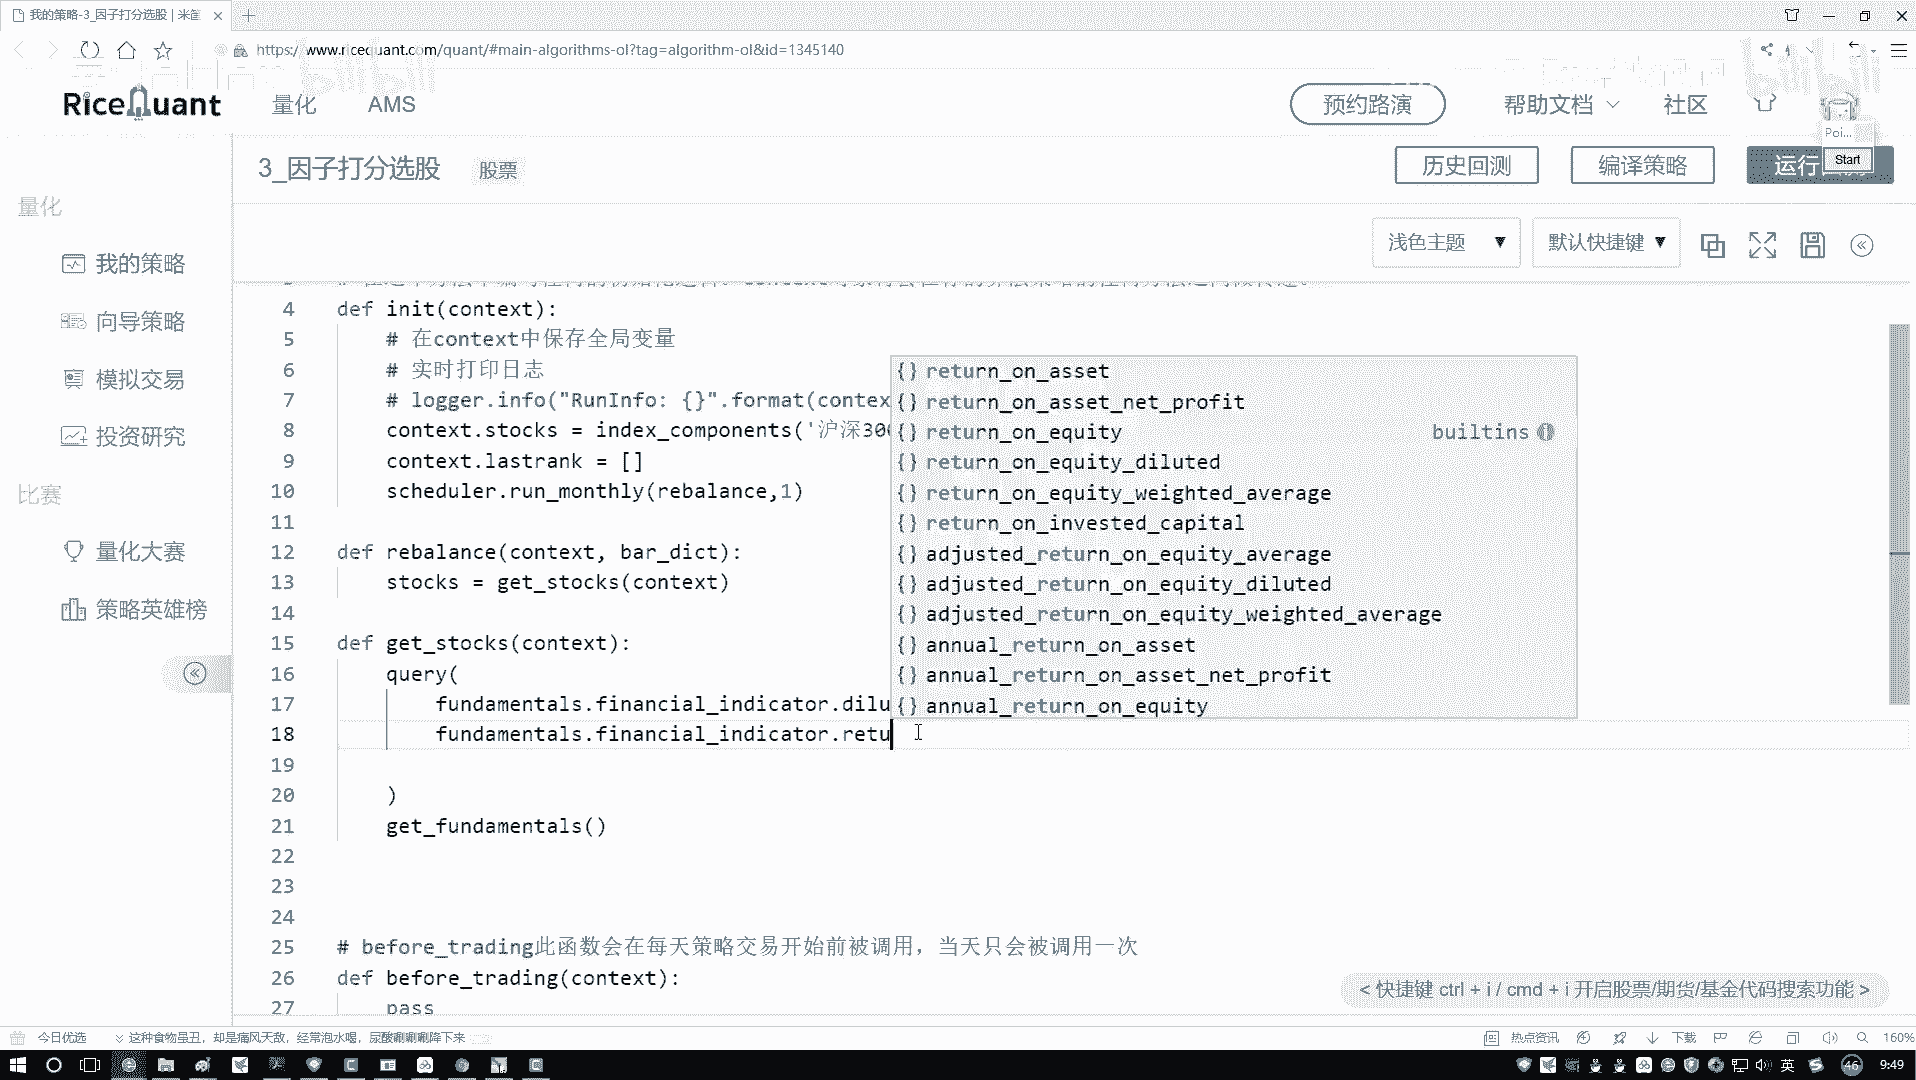 我的策略-3_因子打分选股 | 米筐
https://www.ricequant.com/quant/#main-algorithms-ol?tag=algorithm-ol&id=1345140
bilibili
bilibili
RiceQuant
量化
AMS
预约路演
帮助文档
社区
Poi...
Start
3_因子打分选股
股票
历史回测
编译策略
运行
量化
我的策略
向导策略
模拟交易
投资研究
比赛
量化大赛
策略英雄榜
浅色主题
默认快捷键
4 def init(context):
5 # 在context中保存全局变量
6 # 实时打印日志
7 # logger.info("RunInfo: {}".format(contex
8 context.stocks = index_components('沪深300
9 context.lastrank = []
10 scheduler.run_monthly(rebalance,1)
11
12 def rebalance(context, bar_dict):
13 stocks = get_stocks(context)
14
15 def get_stocks(context):
16 query(
17 fundamentals.financial_indicator.dilu
18 fundamentals.financial_indicator.retu
19
20 )
21 get_fundamentals()
22
23
24
25 # before_trading此函数会在每天策略交易开始前被调用，当天只会被调用一次
26 def before_trading(context):
27 pass
{} return_on_asset
{} return_on_asset_net_profit
{} return_on_equity builtins
{} return_on_equity_diluted
{} return_on_equity_weighted_average
{} return_on_invested_capital
{} adjusted_return_on_equity_average
{} adjusted_return_on_equity_diluted
{} adjusted_return_on_equity_weighted_average
{} annual_return_on_asset
{} annual_return_on_asset_net_profit
{} annual_return_on_equity
< 快捷键 ctrl + i / cmd + i 开启股票/期货/基金代码搜索功能 >
今日优选
这种食物虽丑，却是痛风天敌，经常泡水喝，尿酸唰唰唰降下来
热点资讯
下载
160%
英
46
9:49